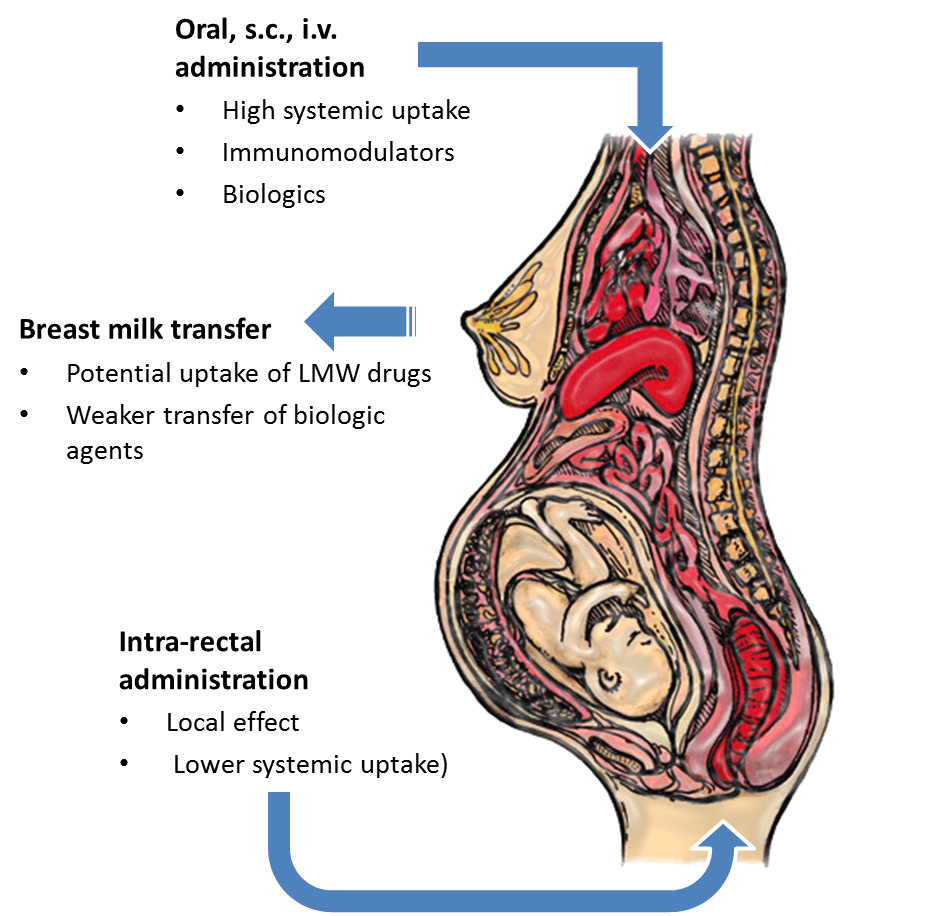 Oral, s.c., i.v.
administration
• High systemic uptake
• Immunomodulators
• Biologics
Breast milk transfer
• Potential uptake of LMW drugs
• Weaker transfer of biologic
agents
Intra-rectal
administration
• Local effect
• Lower systemic uptake)